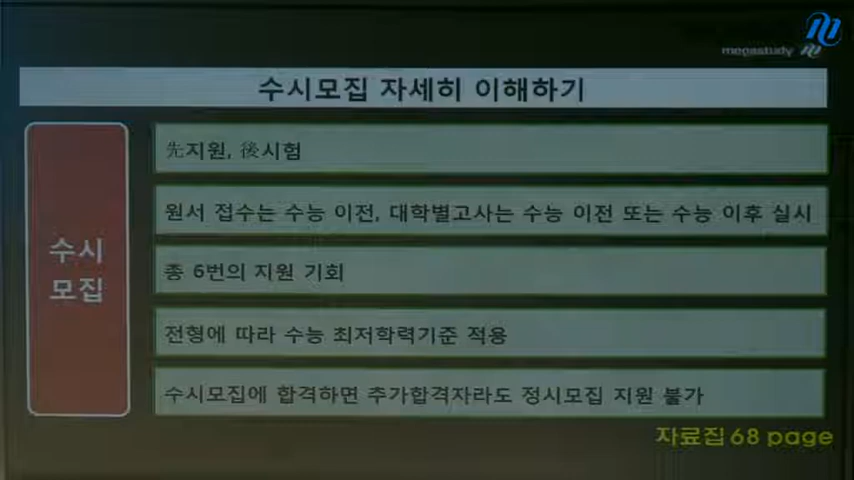 megastudy
수시모집 자세히 이해하기
수시
모집
先지원, 後시험
원서 접수는 수능 이전, 대학별고사는 수능 이전 또는 수능 이후 실시
총 6번의 지원 기회
전형에 따라 수능 최저학력기준 적용
수시모집에 합격하면 추가합격자라도 정시모집 지원 불가
자료집 68 page